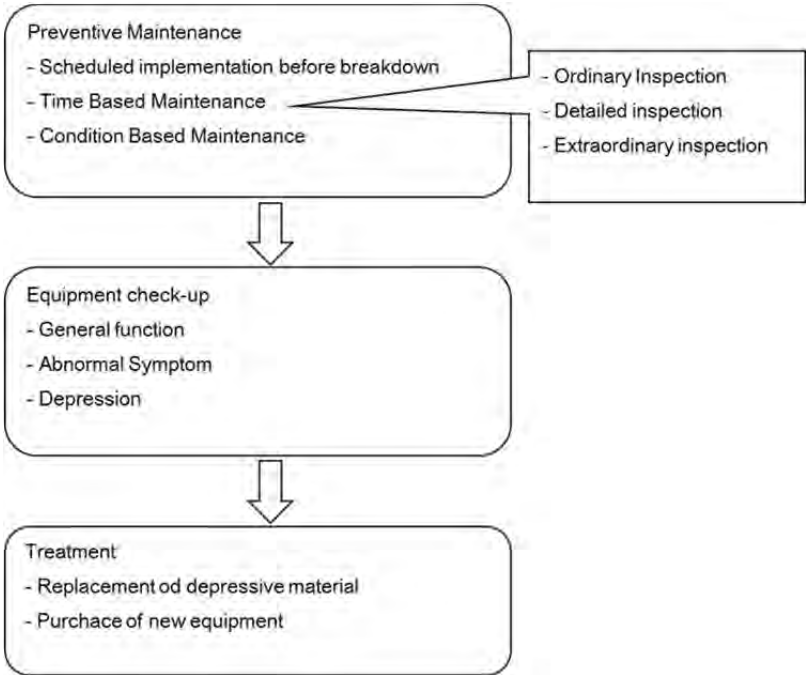 Preventive Maintenance
- Scheduled implementation before breakdown
- Time Based Maintenance
- Condition Based Maintenance
- Ordinary Inspection
- Detailed inspection
- Extraordinary inspection
Equipment check-up
- General function
- Abnormal Symptom
- Depression
Treatment
- Replacement od depressive material
- Purchace of new equipment